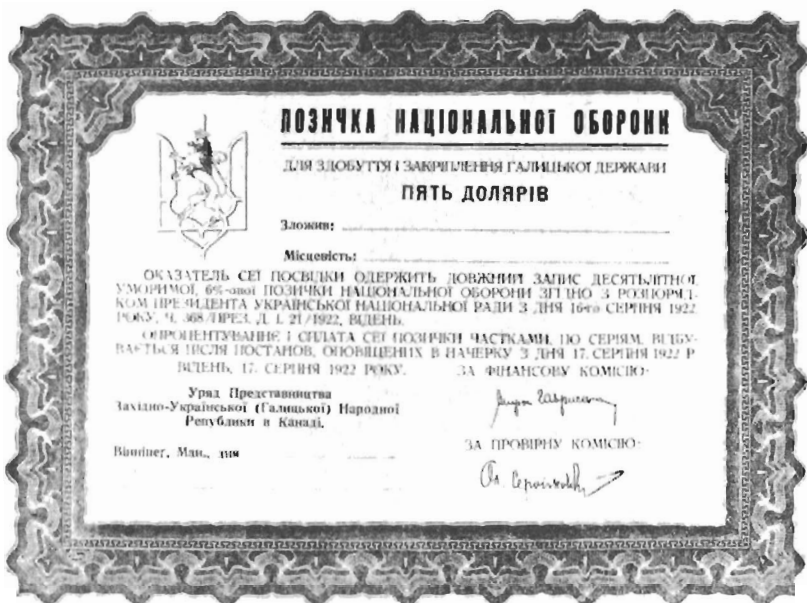 ПОЗИЧКА НАЦІОНАЛЬНОЇ ОБОРОНИ
ДЛЯ ЗДОБУТТЯ І ЗАКРІПЛЕННЯ ГАЛИЦЬКОЇ ДЕРЖАВИ
ПЯТЬ ДОЛЯРІВ
Зложив:
Місцевість:
ОКАЗАТЕЛЬ СЕЇ ПОСВІДКИ ОДЕРЖИТЬ ДОВЖНИЙ ЗАПИС ДЕСЯТЬЛІТНОЇ,
УМОРИМОЇ, 6%-ової ПОЗИЧКИ НАЦІОНАЛЬНОЇ ОБОРОНИ ЗГІДНО З РОЗПОРЯД-
КОМ ПРЕЗИДЕНТА УКРАЇНСЬКОЇ НАЦІОНАЛЬНОЇ РАДИ З ДНЯ 16-го СЕРПНЯ 1922
РОКУ, Ч. 368/ПРЕЗ. Д. І. 21/1922, ВІДЕНЬ.
ОПРОЦЕНТУВАННЄ І СПЛАТА СЕЇ ПОЗИЧКИ ЧАСТКАМИ, ПО СЕРІЯМ, ВІДБУ-
ВАЄТЬСЯ ПІСЛЯ ПОСТАНОВ, ОПОВІЩЕНИХ В НАЧЕРКУ З ДНЯ 17. СЕРПНЯ 1922 Р
ВІДЕНЬ, 17. СЕРПНЯ 1922 РОКУ.
ЗА ФІНАНСОВУ КОМІСІЮ:
Уряд Представництва
Західно-Української (Галицької) Народної
Републики в Канаді.
Вінніпег, Ман., дня
ЗА ПРОВІРНУ КОМІСІЮ: